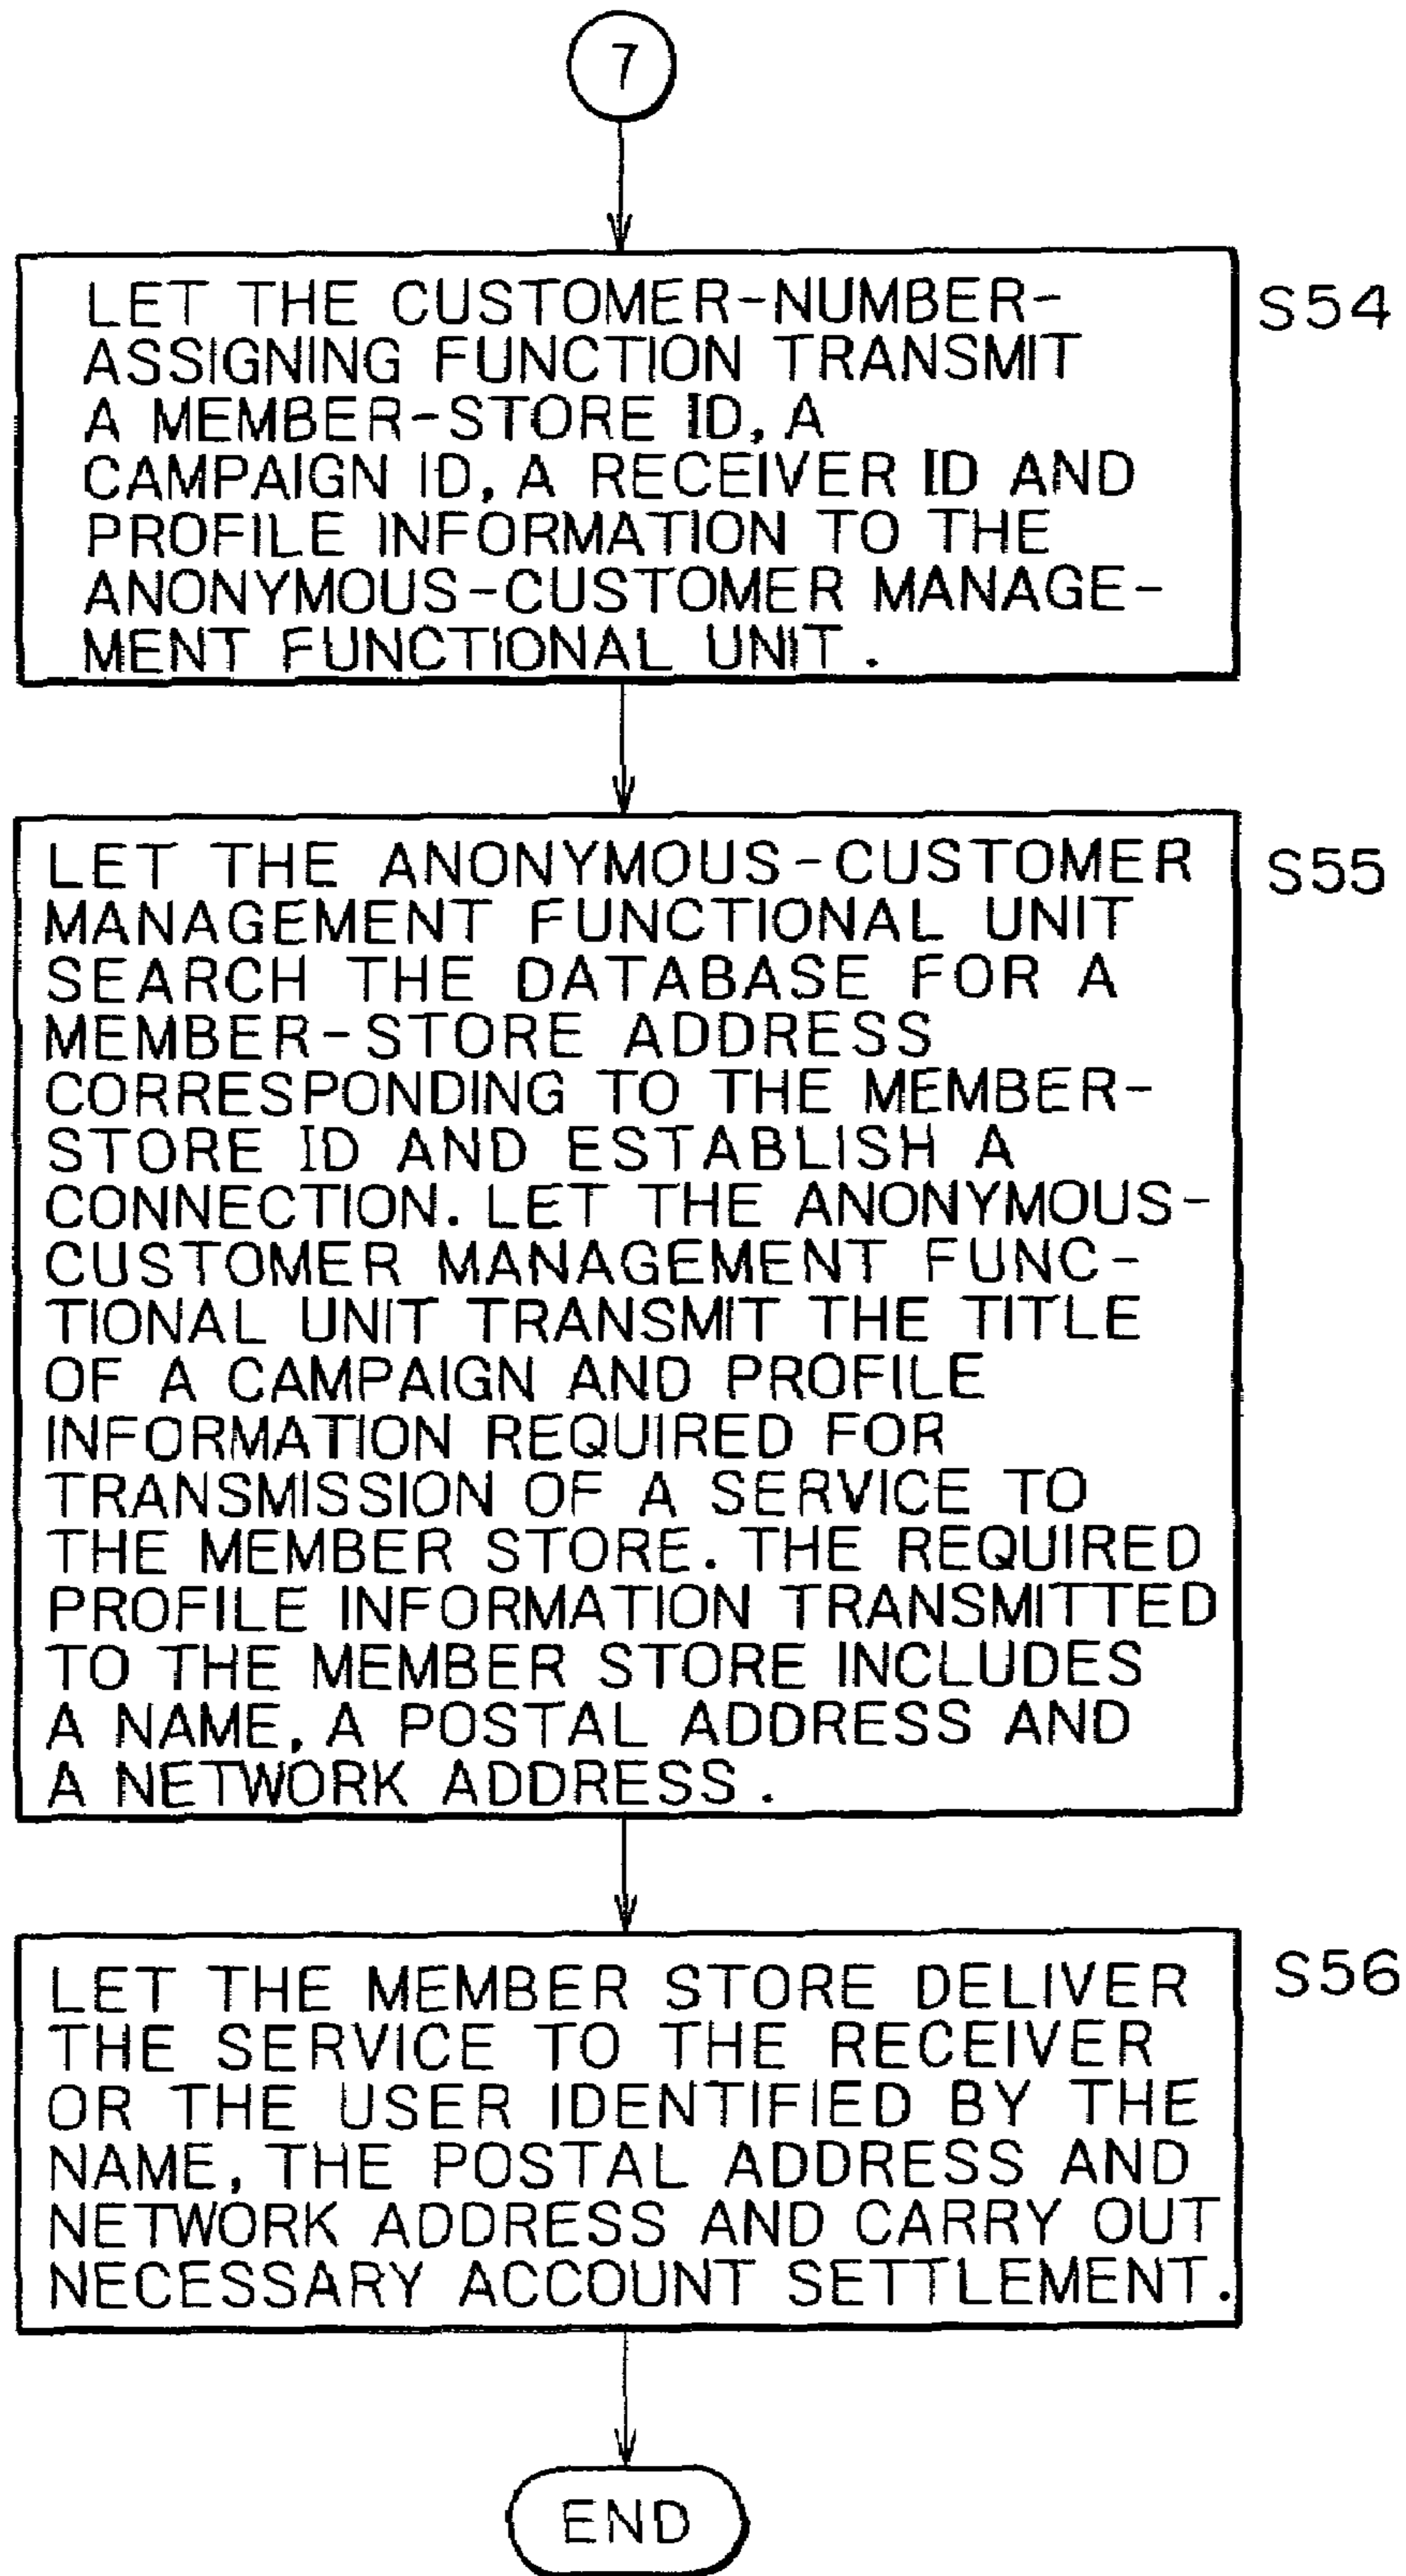 7
LET THE CUSTOMER-NUMBER-
ASSIGNING FUNCTION TRANSMIT
A MEMBER-STORE ID, A
CAMPAIGN ID, A RECEIVER ID AND
PROFILE INFORMATION TO THE
ANONYMOUS-CUSTOMER MANAGE-
MENT FUNCTIONAL UNIT.
S54
LET THE ANONYMOUS-CUSTOMER
MANAGEMENT FUNCTIONAL UNIT
SEARCH THE DATABASE FOR A
MEMBER-STORE ADDRESS
CORRESPONDING TO THE MEMBER-
STORE ID AND ESTABLISH A
CONNECTION. LET THE ANONYMOUS-
CUSTOMER MANAGEMENT FUNC-
TIONAL UNIT TRANSMIT THE TITLE
OF A CAMPAIGN AND PROFILE
INFORMATION REQUIRED FOR
TRANSMISSION OF A SERVICE TO
THE MEMBER STORE. THE REQUIRED
PROFILE INFORMATION TRANSMITTED
TO THE MEMBER STORE INCLUDES
A NAME, A POSTAL ADDRESS AND
A NETWORK ADDRESS.
S55
LET THE MEMBER STORE DELIVER
THE SERVICE TO THE RECEIVER
OR THE USER IDENTIFIED BY THE
NAME, THE POSTAL ADDRESS AND
NETWORK ADDRESS AND CARRY OUT
NECESSARY ACCOUNT SETTLEMENT.
S56
END